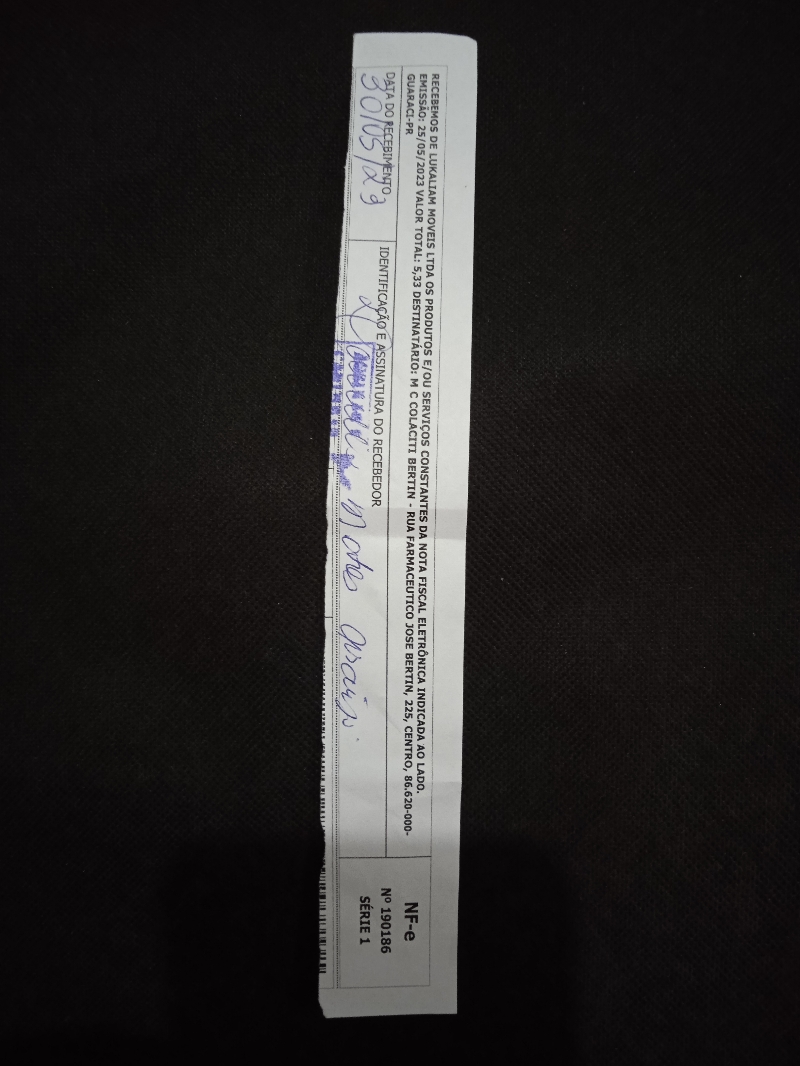 RECEBEMOS DE LUKALIAM MOVEIS LTDA OS PRODUTOS E/OU SERVIÇOS CONSTANTES DA NOTA FISCAL ELETRÔNICA INDICADA AO LADO.
EMISSÃO: 25/05/2023 VALOR TOTAL: 5,33 DESTINATÁRIO: M C COLACITI BERTIN - RUA FARMACEUTICO JOSE BERTIN, 225, CENTRO, 86.620-000-
GUARACI-PR
DATA DO RECEBIMENTO
30/05/23
IDENTIFICAÇÃO E ASSINATURA DO RECEBEDOR
NF-e
Nº 190186
SÉRIE 1